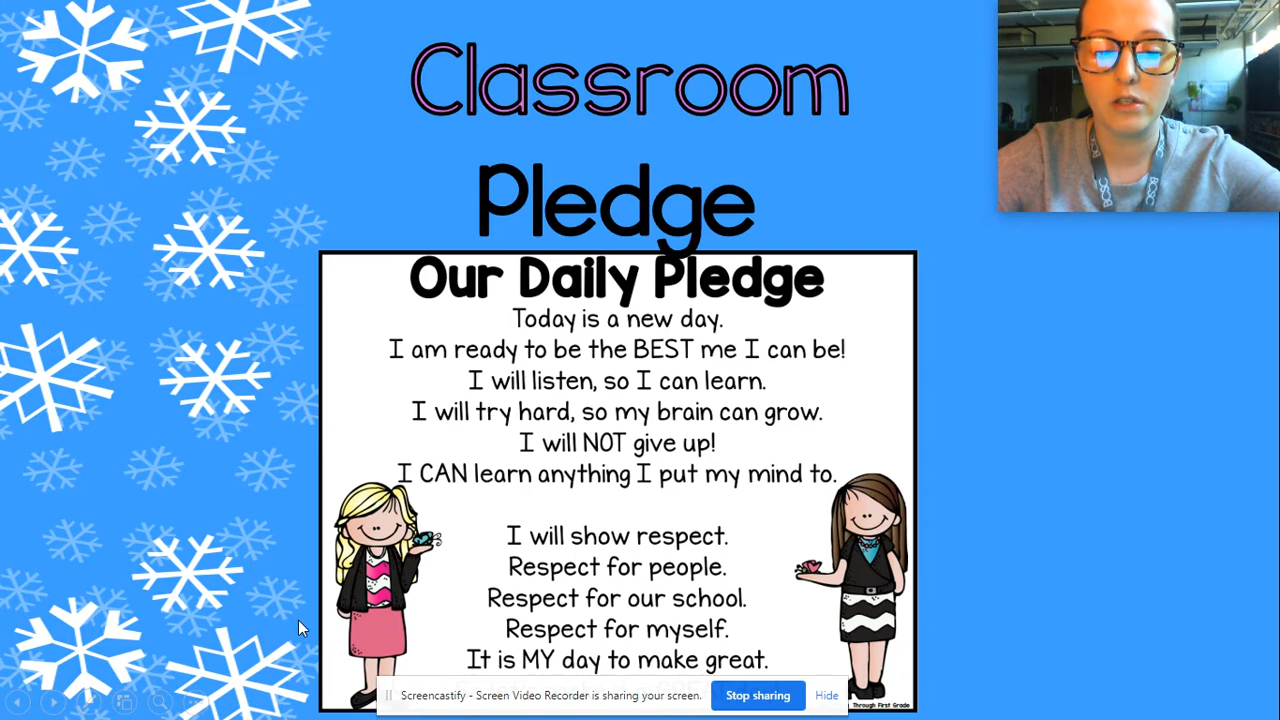 Classroom
Pledge
Our Daily Pledge
Today is a new day.
I am ready to be the BEST me I can be!
I will listen, so I can learn.
I will try hard, so my brain can grow.
I will NOT give up!
I CAN learn anything I put my mind to.
I will show respect.
Respect for people.
Respect for our school.
Respect for myself.
It is MY day to make great.
Screencastify - Screen Video Recorder is sharing your screen. Stop sharing Hide
Through First Grade
BCSC BCSC